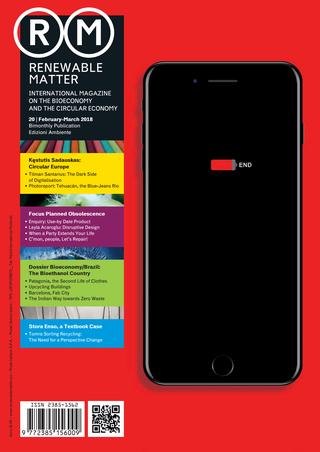 RM
RENEWABLE
MATTER
INTERNATIONAL MAGAZINE
ON THE BIOECONOMY
AND THE CIRCULAR ECONOMY
20 | February-March 2018
Bimonthly Publication
Edizioni Ambiente
Kęstutis Sadauskas:
Circular Europe
• Tilman Santarius: The Dark Side
of Digitalisation
• Photoreport: Tehuacán, the Blue-Jeans Rio
Focus Planned Obsolescence
• Enquiry: Use-by Date Product
• Leyla Acaroglu: Disruptive Design
• When a Party Extends Your Life
• C'mon, people, Let's Repair!
Dossier Bioeconomy/Brazil:
The Bioethanol Country
• Patagonia, the Second Life of Clothes
• Upcycling Buildings
• Barcelona, Fab City
• The Indian Way towards Zero Waste
Stora Enso, a Textbook Case
• Tomra Sorting Recycling:
The Need for a Perspective Change
END
ISSN 2385-1562
9 772385 156009